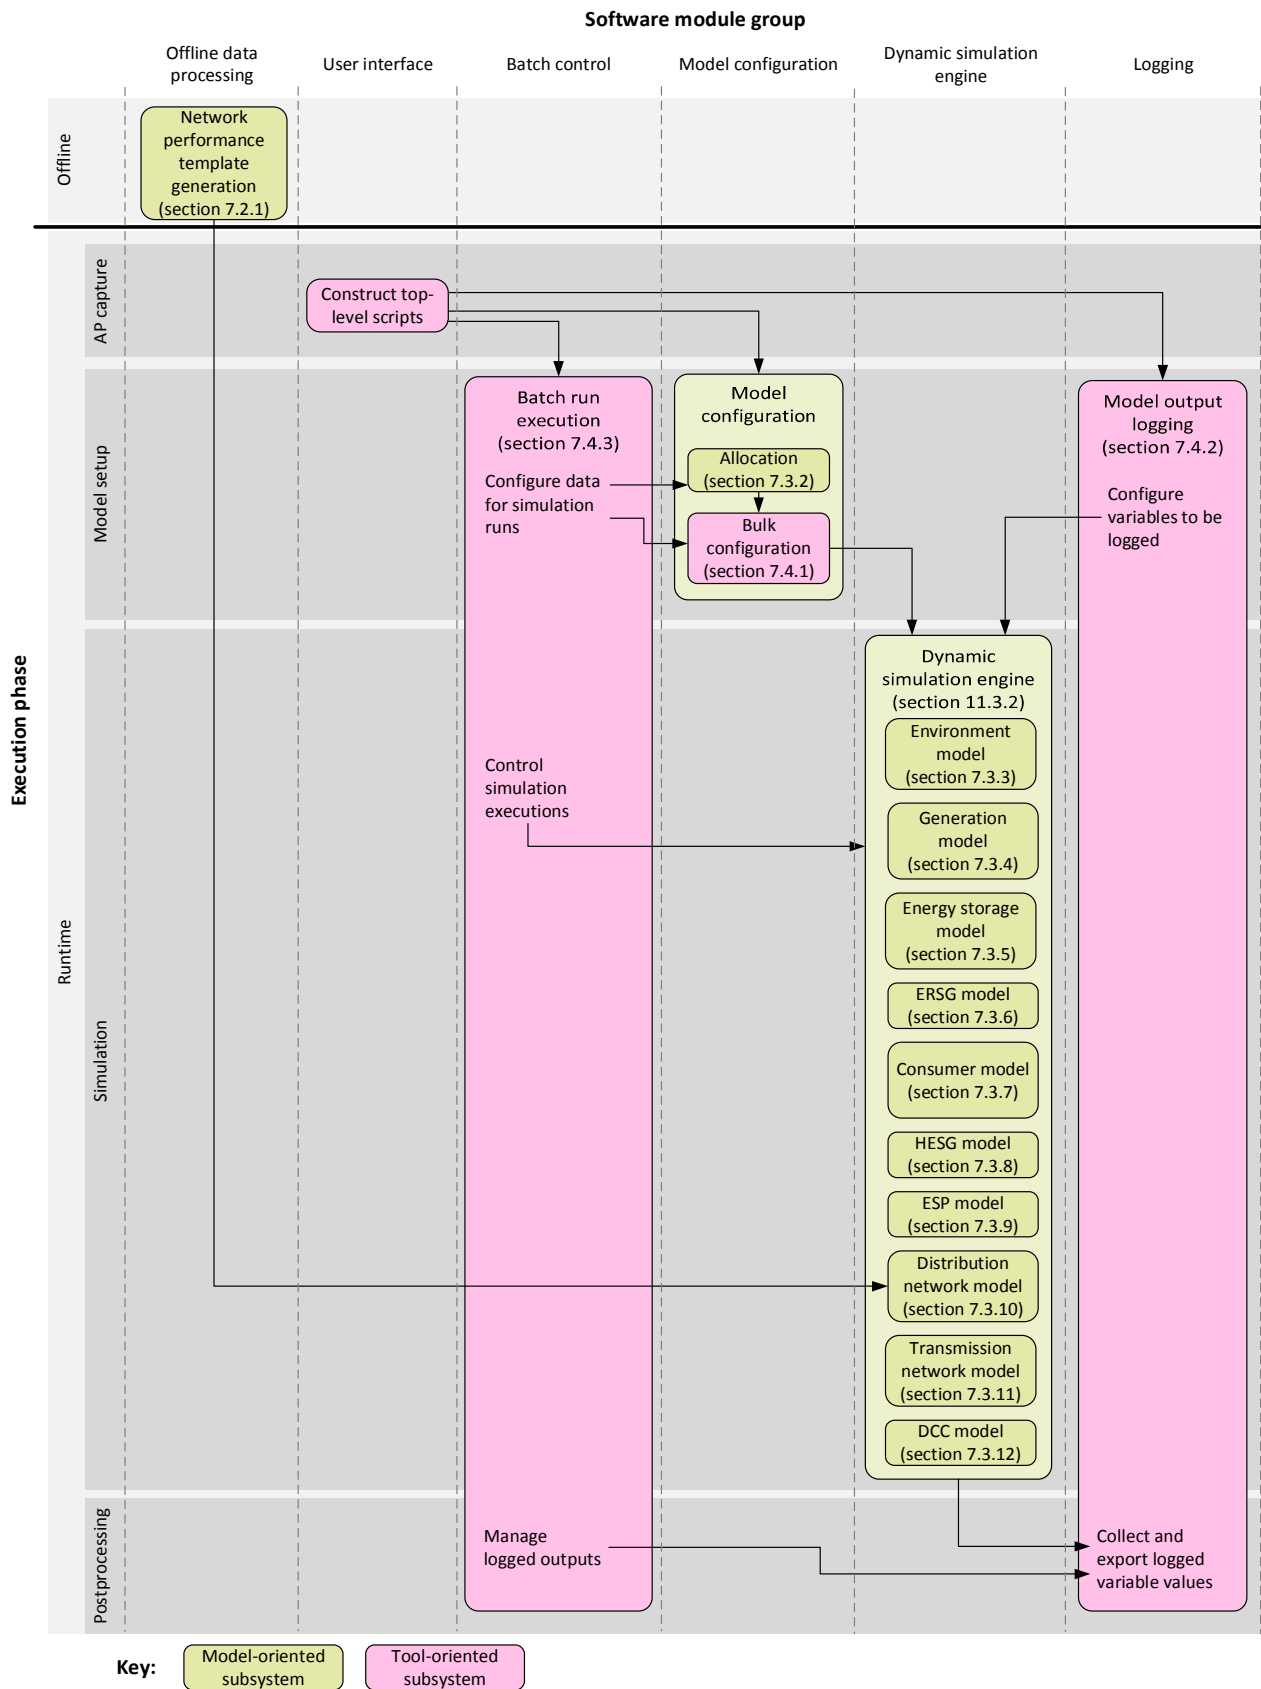 Software module group
Offline data
processing
User interface
Batch control
Model configuration
Dynamic simulation
engine
Logging
Execution phase
Offline
Network
performance
template
generation
(section 7.2.1)
Runtime
AP capture
Construct top-
level scripts
Model setup
Batch run
execution
(section 7.4.3)
Configure data
for simulation
runs
Model
configuration
Allocation
(section 7.3.2)
Bulk
configuration
(section 7.4.1)
Model output
logging
(section 7.4.2)
Configure
variables to be
logged
Simulation
Control
simulation
executions
Dynamic
simulation engine
(section 11.3.2)
Environment
model
(section 7.3.3)
Generation
model
(section 7.3.4)
Energy storage
model
(section 7.3.5)
ERSG model
(section 7.3.6)
Consumer model
(section 7.3.7)
HESG model
(section 7.3.8)
ESP model
(section 7.3.9)
Distribution
network model
(section 7.3.10)
Transmission
network model
(section 7.3.11)
DCC model
(section 7.3.12)
Postprocessing
Manage
logged outputs
Collect and
export logged
variable values
Key:
Model-oriented
subsystem
Tool-oriented
subsystem